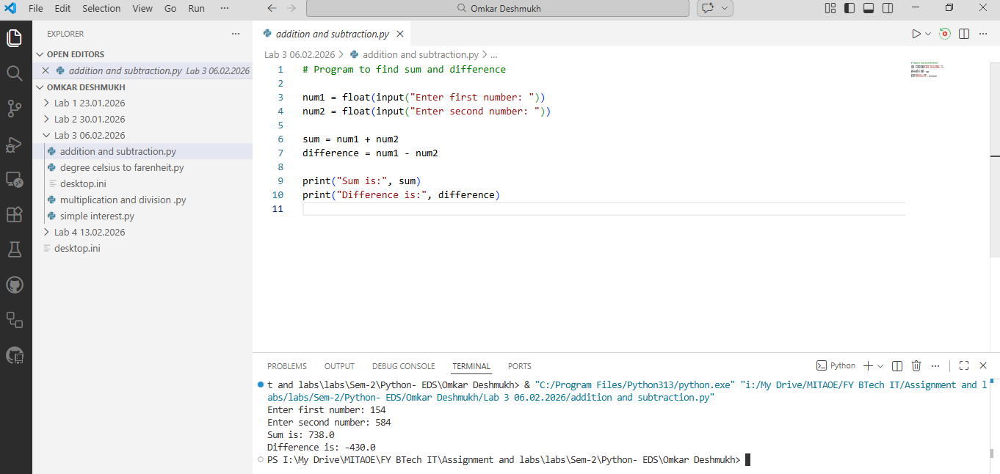 File Edit Selection View Go Run ···
Omkar Deshmukh
EXPLORER ···
OPEN EDITORS
addition and subtraction.py Lab 3 06.02.2026
OMKAR DESHMUKH
Lab 1 23.01.2026
Lab 2 30.01.2026
Lab 3 06.02.2026
addition and subtraction.py
degree celsius to farenheit.py
desktop.ini
multiplication and division .py
simple interest.py
Lab 4 13.02.2026
desktop.ini
addition and subtraction.py
Lab 3 06.02.2026 > addition and subtraction.py > ...
1 # Program to find sum and difference
2
3 num1 = float(input("Enter first number: "))
4 num2 = float(input("Enter second number: "))
5
6 sum = num1 + num2
7 difference = num1 - num2
8
9 print("Sum is:", sum)
10 print("Difference is:", difference)
11
PROBLEMS OUTPUT DEBUG CONSOLE TERMINAL PORTS Python
t and labs\labs\Sem-2\Python- EDS\Omkar Deshmukh> & "C:/Program Files/Python313/python.exe" "i:/My Drive/MITAOE/FY BTech IT/Assignment and l
abs/labs/Sem-2/Python- EDS/Omkar Deshmukh/Lab 3 06.02.2026/addition and subtraction.py"
Enter first number: 154
Enter second number: 584
Sum is: 738.0
Difference is: -430.0
PS I:\My Drive\MITAOE\FY BTech IT\Assignment and labs\labs\Sem-2\Python- EDS\Omkar Deshmukh>